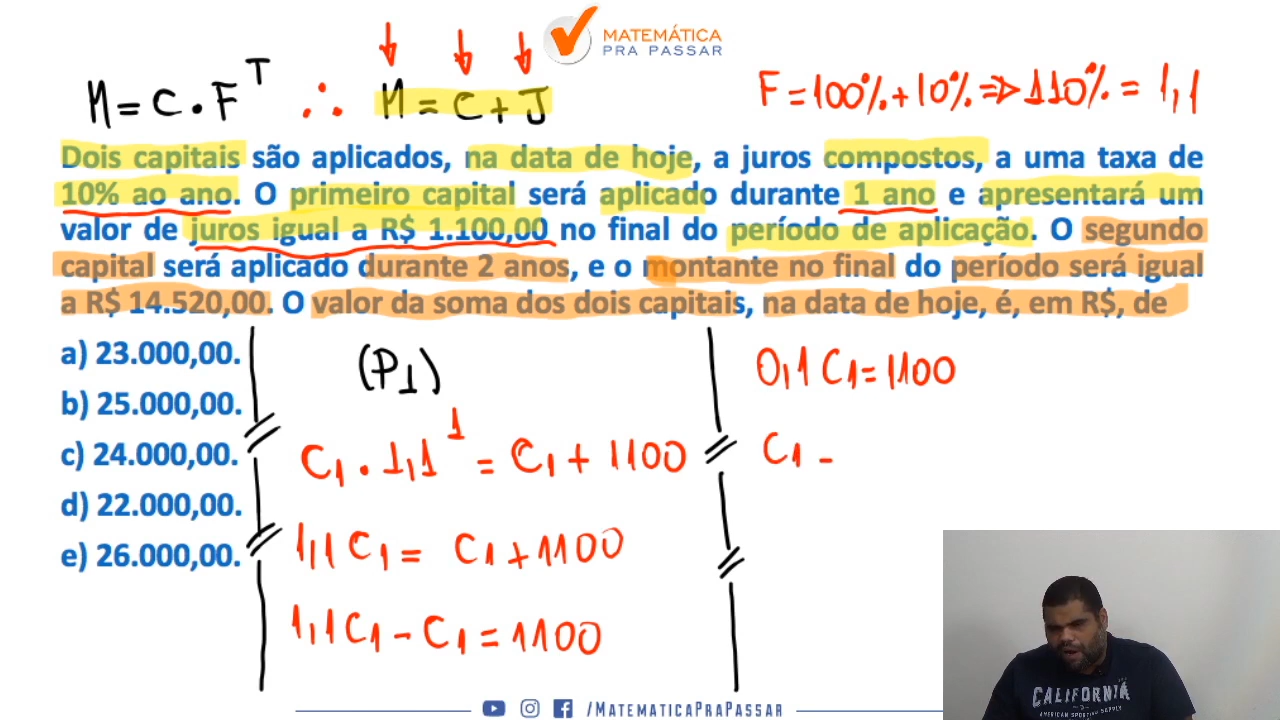 MATEMÁTICA
PRA PASSAR
M = C . F^T ∴ M = C + J
F = 100% + 10% => 110% = 1,1
Dois capitais são aplicados, na data de hoje, a juros compostos, a uma taxa de
10% ao ano. O primeiro capital será aplicado durante 1 ano e apresentará um
valor de juros igual a R$ 1.100,00 no final do período de aplicação. O segundo
capital será aplicado durante 2 anos, e o montante no final do período será igual
a R$ 14.520,00. O valor da soma dos dois capitais, na data de hoje, é, em R$, de
a) 23.000,00.
b) 25.000,00.
c) 24.000,00.
d) 22.000,00.
e) 26.000,00.
(P1)
C1 . 1,1^1 = C1 + 1100
1,1 C1 = C1 + 1100
1,1 C1 - C1 = 1100
0,1 C1 = 1100
C1 -
CALIFORNIA
AMERICAN SPORTING SUPPLY
/MATEMATICAPRAPASSAR